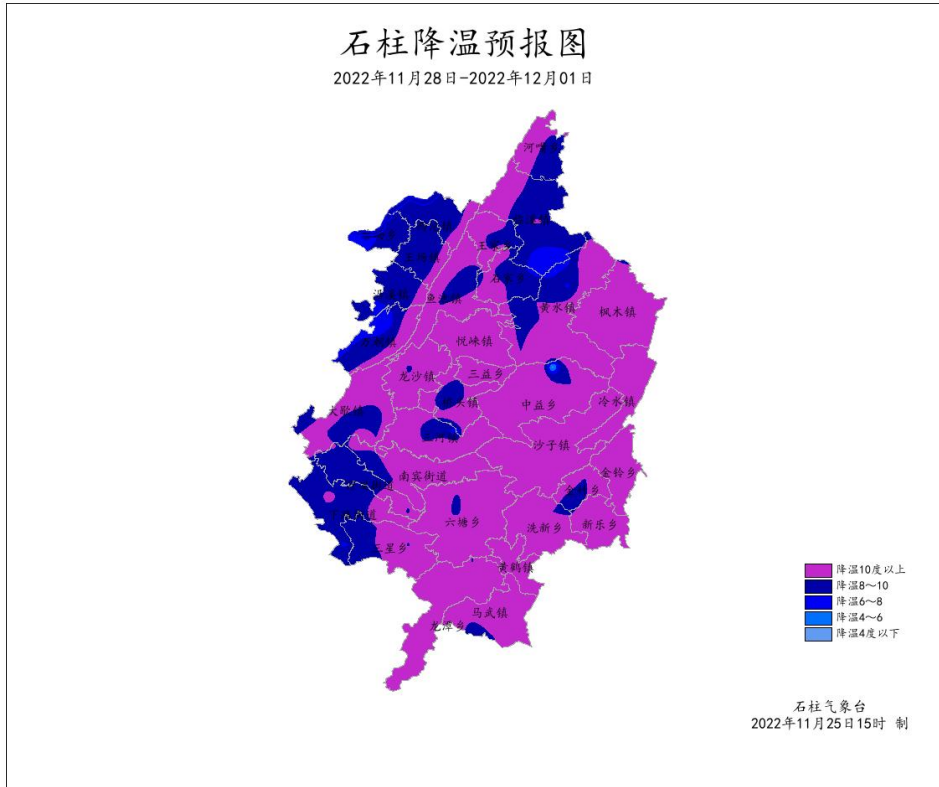 石柱降温预报图
2022年11月28日-2022年12月01日
河嘴乡
王家乡
石家乡
鱼池镇
黄水镇
枫木镇
悦崃镇
龙沙镇
三益乡
中益乡
冷水镇
大歇镇
沙子镇
南宾街道
金铃乡
六塘乡
洗新乡
新乐乡
三星乡
黄鹤镇
马武镇
龙潭乡
降温10度以上
降温8～10
降温6～8
降温4～6
降温4度以下
石柱气象台
2022年11月25日15时 制